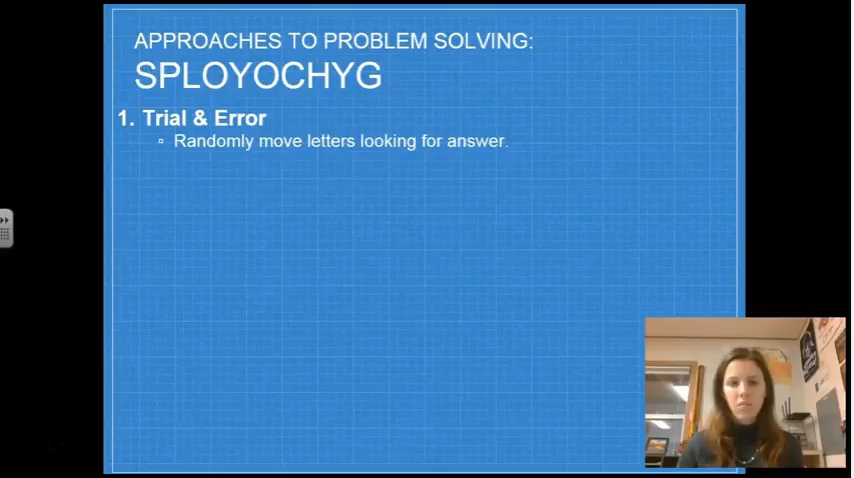 APPROACHES TO PROBLEM SOLVING:
SPLOYOCHYG
1. Trial & Error
▫ Randomly move letters looking for answer.